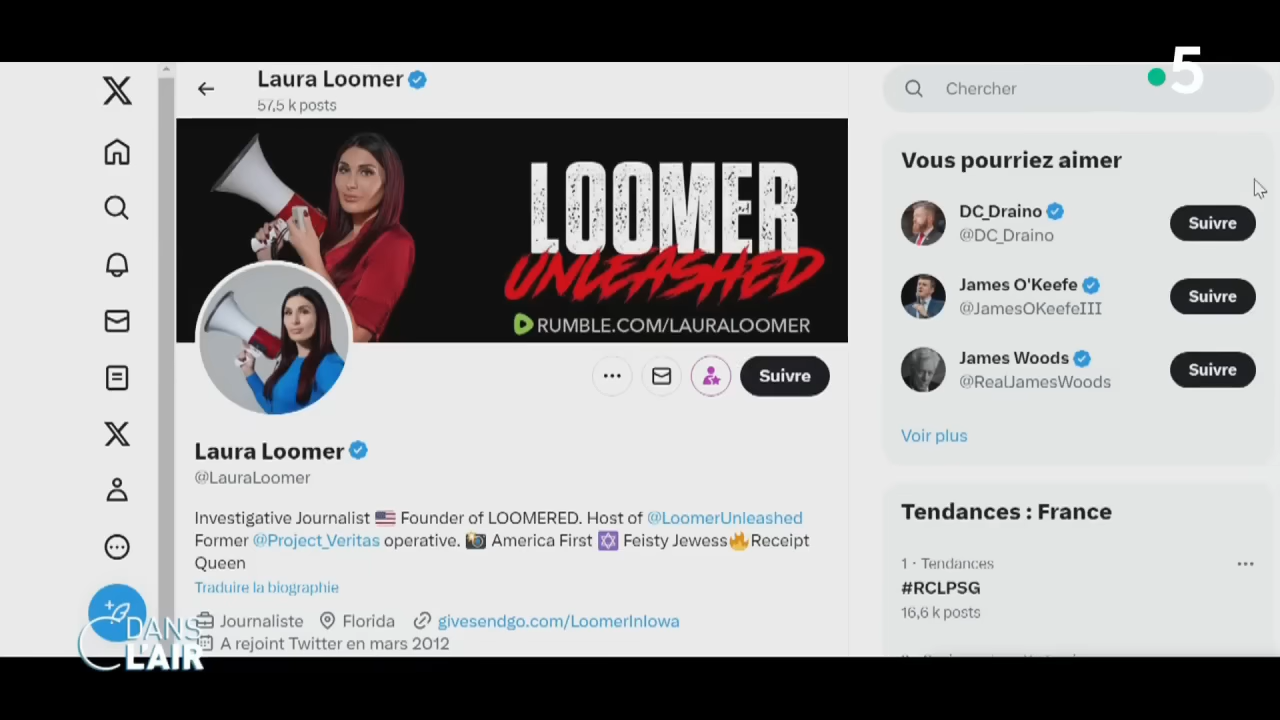 5
Laura Loomer
57,5 k posts
LOOMER
UNLEASHED
RUMBLE.COM/LAURALOOMER
Suivre
Laura Loomer
@LauraLoomer
Investigative Journalist 🇺🇸 Founder of LOOMERED. Host of @LoomerUnleashed
Former @Project_Veritas operative. 📸 America First ✡️ Feisty Jewess🔥Receipt
Queen
Traduire la biographie
Journaliste Florida givesendgo.com/LoomerInIowa
A rejoint Twitter en mars 2012
Chercher
Vous pourriez aimer
DC_Draino
@DC_Draino
Suivre
James O'Keefe
@JamesOKeefeIII
Suivre
James Woods
@RealJamesWoods
Suivre
Voir plus
Tendances : France
1 · Tendances
#RCLPSG
16,6 k posts
C DANS
L'AIR